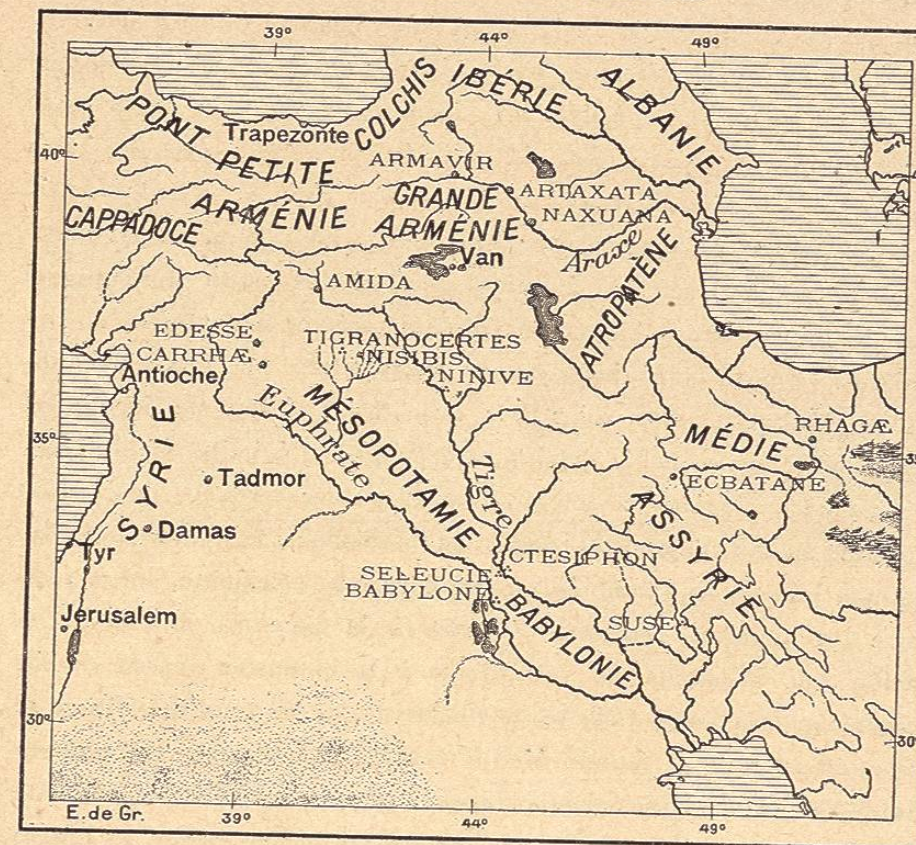 39° 44° 49°
PONT
Trapezonte
COLCHIS
IBÉRIE
ALBANIE
40°
PETITE
ARMÉNIE
ARMAVIR
GRANDE
ARMÉNIE
ARTAXATA
NAXUANA
CAPPADOCE
Van
Araxe
ATROPATÈNE
AMIDA
EDESSE
CARRHÆ
TIGRANOCERTES
NISIBIS
NINIVE
Antioche
Euphrate
MÉSOPOTAMIE
Tigre
MÉDIE
RHAGÆ
35°
SYRIE
Tadmor
ECBATANE
ASSYRIE
Damas
Tyr
CTESIPHON
SELEUCIE
BABYLONE
BABYLONIE
SUSE
Jerusalem
30°
30°
E. de Gr.
39° 44° 49°